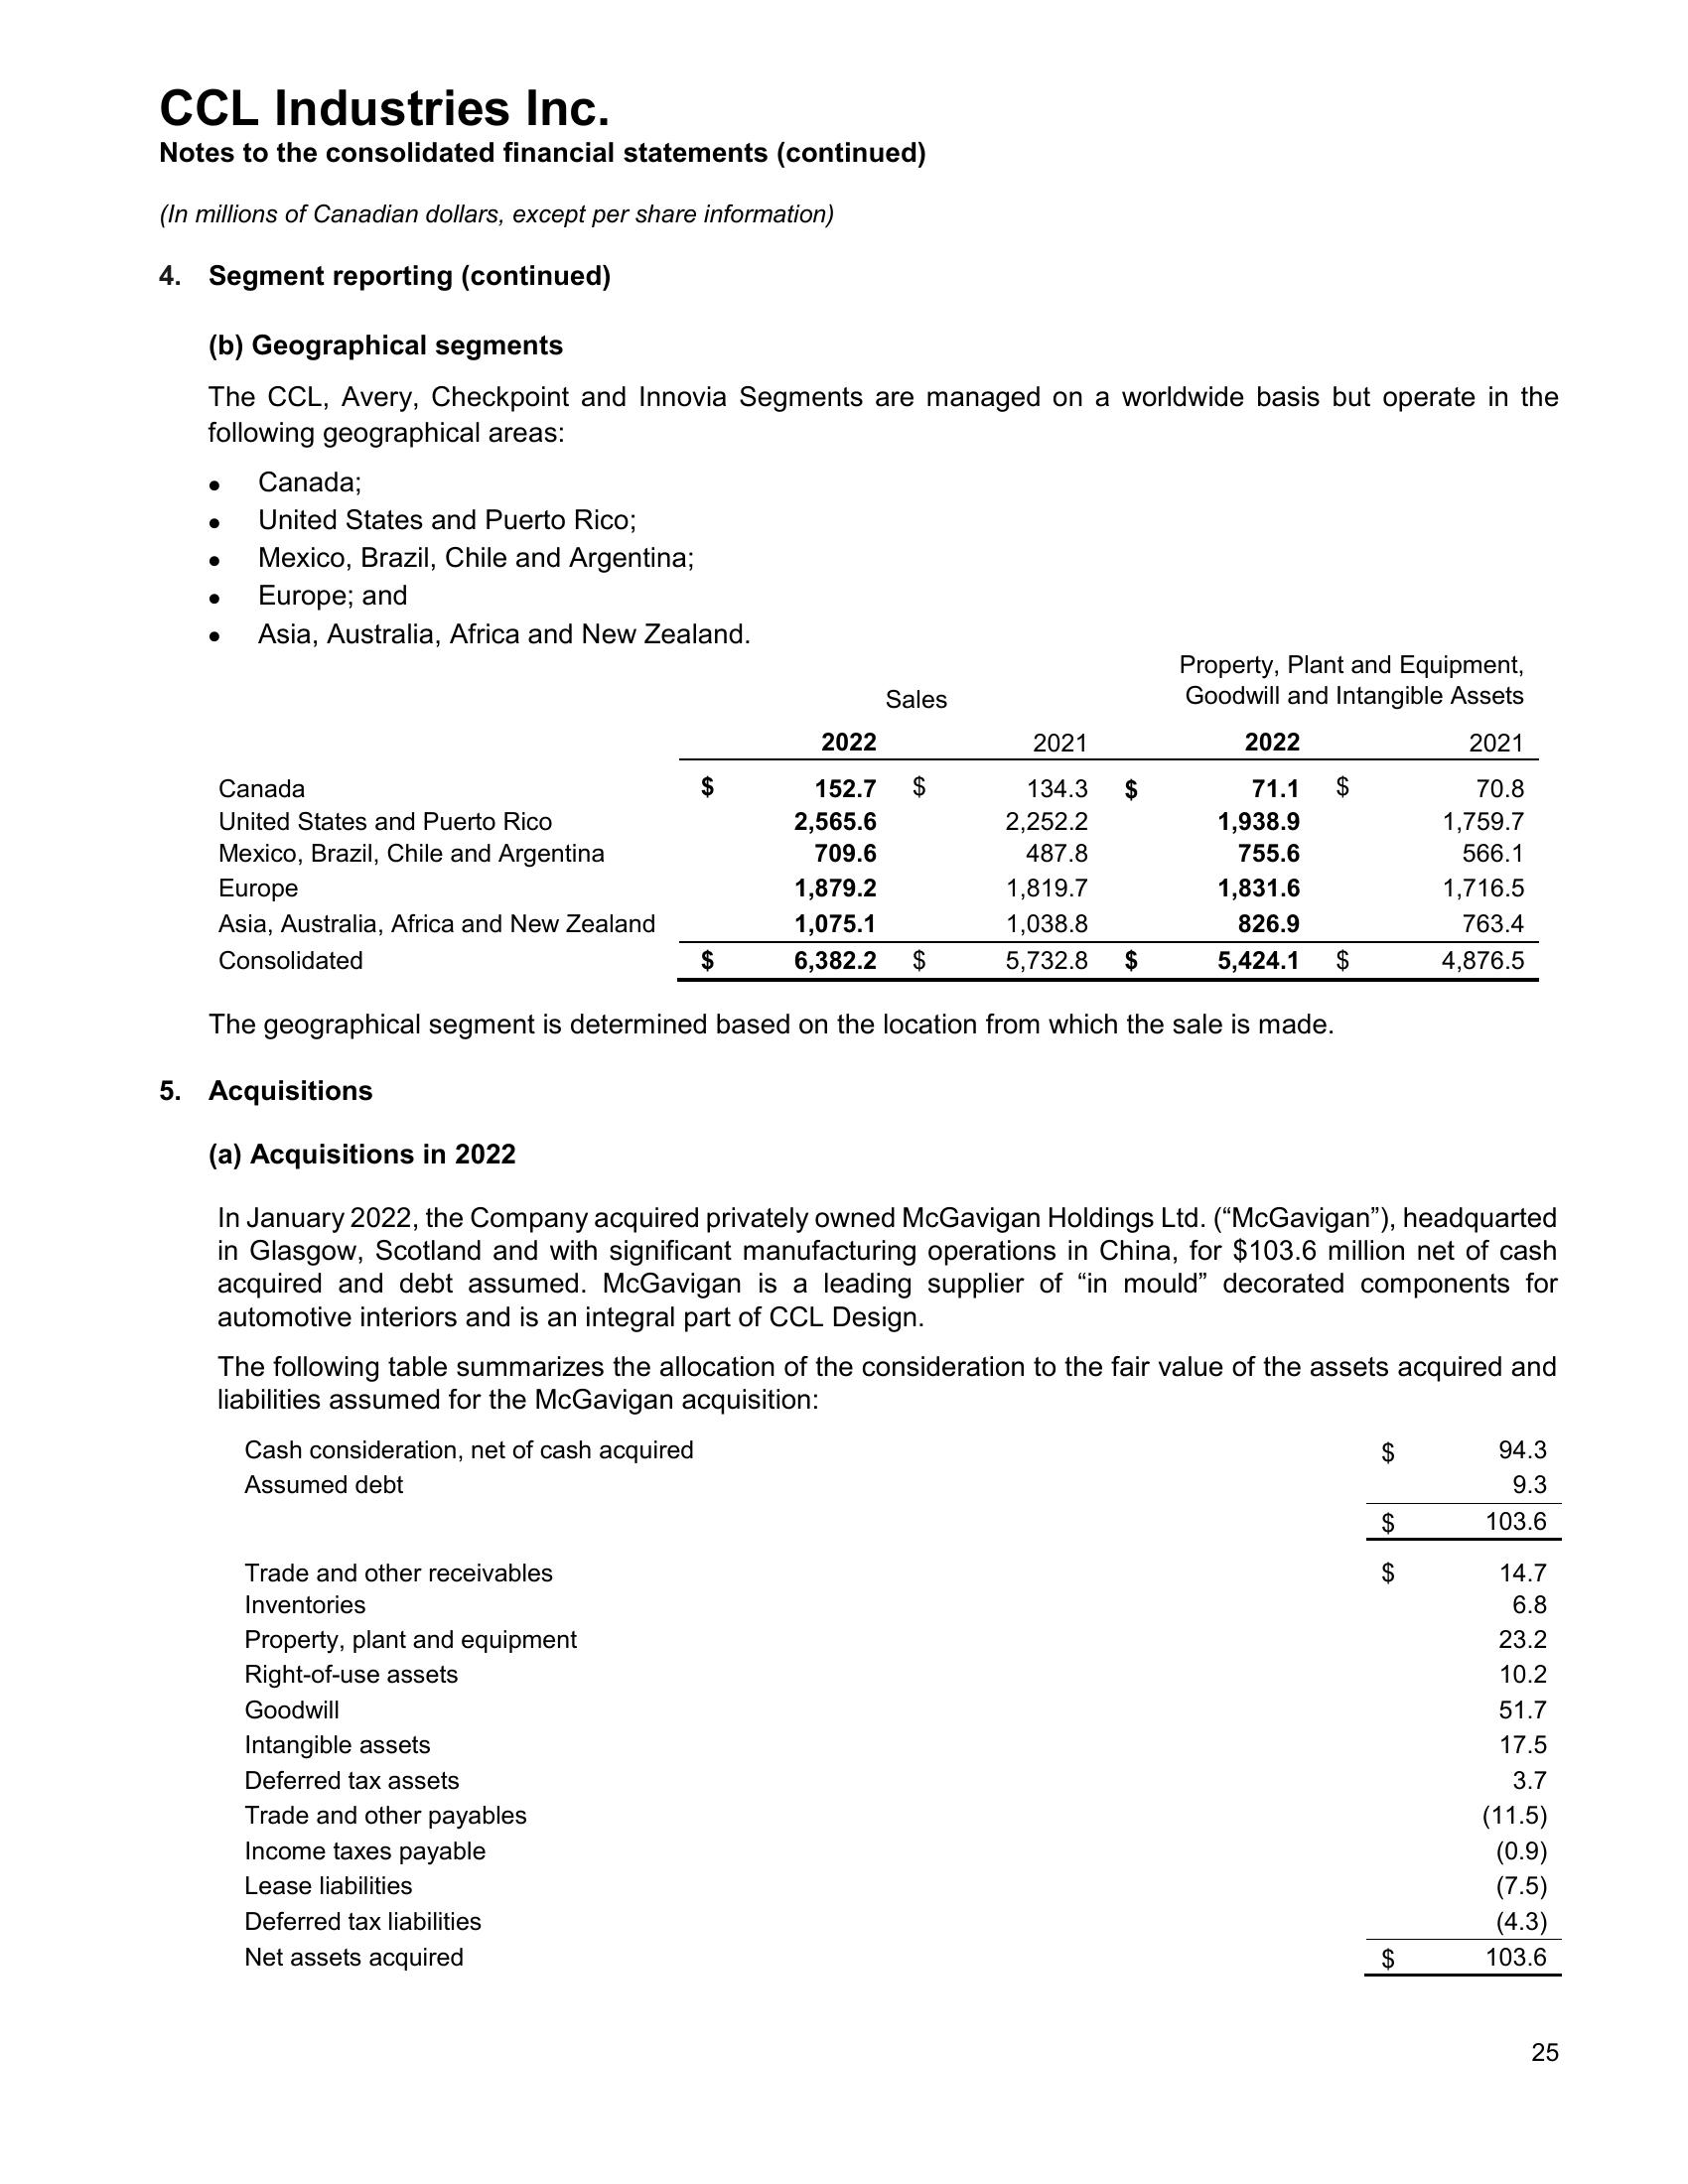 CCL Industries Inc.
Notes to the consolidated financial statements (continued)
(In millions of Canadian dollars, except per share information)
4. Segment reporting (continued)
(b) Geographical segments
The CCL, Avery, Checkpoint and Innovia Segments are managed on a worldwide basis but operate in the
following geographical areas:
• Canada;
• United States and Puerto Rico;
• Mexico, Brazil, Chile and Argentina;
• Europe; and
• Asia, Australia, Africa and New Zealand.
Property, Plant and Equipment,
Sales Goodwill and Intangible Assets
2022 2021 2022 2021
Canada $ 152.7 $ 134.3 $ 71.1 $ 70.8
United States and Puerto Rico 2,565.6 2,252.2 1,938.9 1,759.7
Mexico, Brazil, Chile and Argentina 709.6 487.8 755.6 566.1
Europe 1,879.2 1,819.7 1,831.6 1,716.5
Asia, Australia, Africa and New Zealand 1,075.1 1,038.8 826.9 763.4
Consolidated $ 6,382.2 $ 5,732.8 $ 5,424.1 $ 4,876.5
The geographical segment is determined based on the location from which the sale is made.
5. Acquisitions
(a) Acquisitions in 2022
In January 2022, the Company acquired privately owned McGavigan Holdings Ltd. (“McGavigan”), headquarted
in Glasgow, Scotland and with significant manufacturing operations in China, for $103.6 million net of cash
acquired and debt assumed. McGavigan is a leading supplier of “in mould” decorated components for
automotive interiors and is an integral part of CCL Design.
The following table summarizes the allocation of the consideration to the fair value of the assets acquired and
liabilities assumed for the McGavigan acquisition:
Cash consideration, net of cash acquired $ 94.3
Assumed debt 9.3
$ 103.6
Trade and other receivables $ 14.7
Inventories 6.8
Property, plant and equipment 23.2
Right-of-use assets 10.2
Goodwill 51.7
Intangible assets 17.5
Deferred tax assets 3.7
Trade and other payables (11.5)
Income taxes payable (0.9)
Lease liabilities (7.5)
Deferred tax liabilities (4.3)
Net assets acquired $ 103.6
25